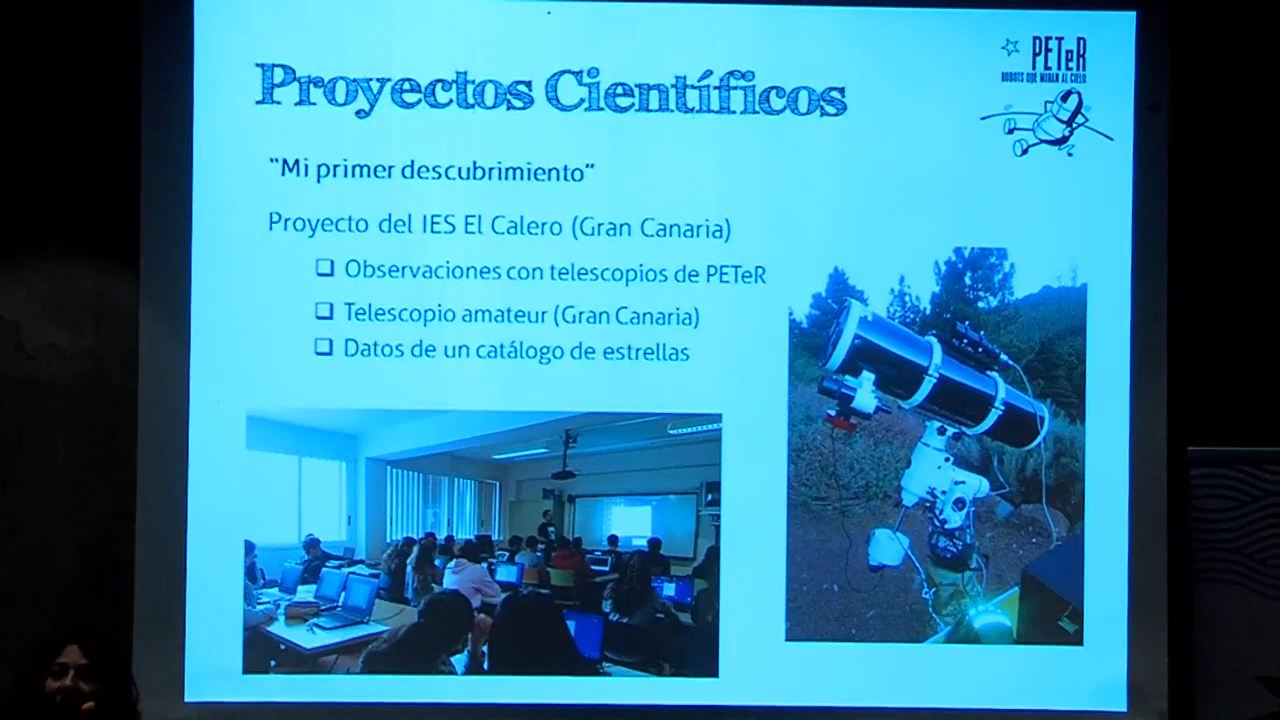 PETeR
ROBOTS QUE MIRAN AL CIELO
Proyectos Científicos
"Mi primer descubrimiento"
Proyecto del IES El Calero (Gran Canaria)
Observaciones con telescopios de PETeR
Telescopio amateur (Gran Canaria)
Datos de un catálogo de estrellas